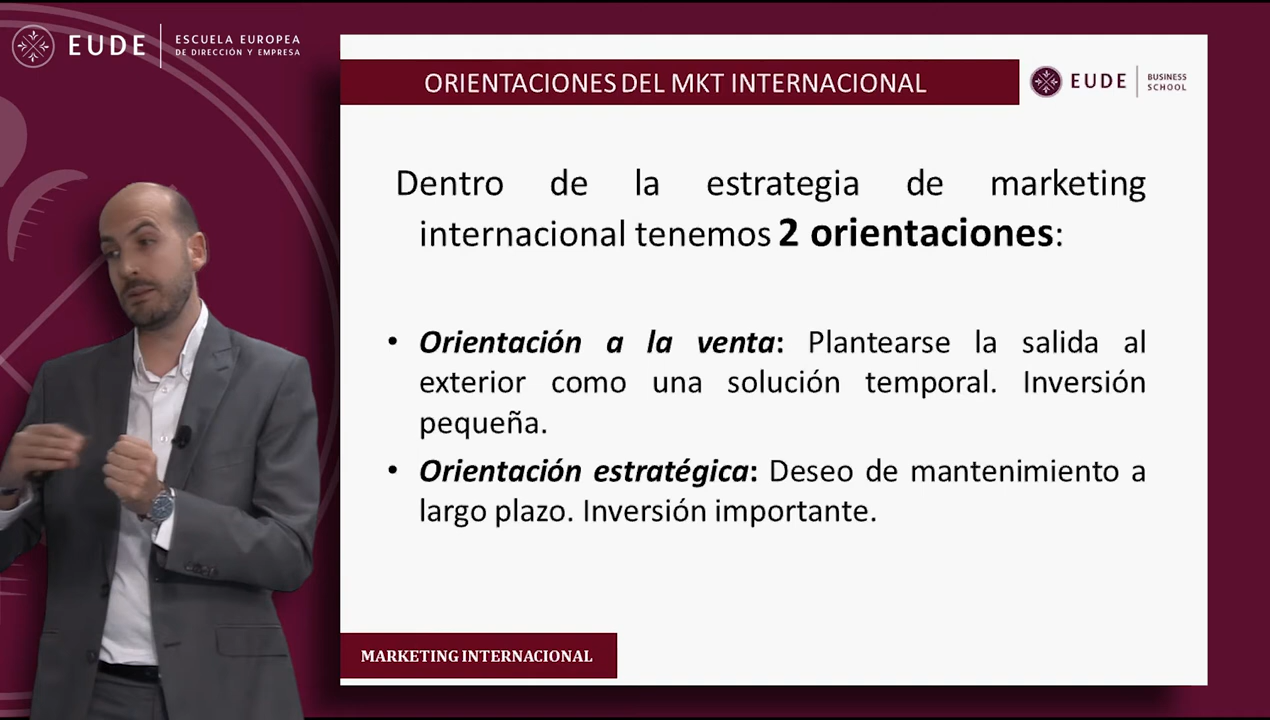 EUDE
ESCUELA EUROPEA
DE DIRECCIÓN Y EMPRESA
ORIENTACIONES DEL MKT INTERNACIONAL
EUDE
BUSINESS
SCHOOL
Dentro de la estrategia de marketing
internacional tenemos 2 orientaciones:
• Orientación a la venta: Plantearse la salida al
exterior como una solución temporal. Inversión
pequeña.
• Orientación estratégica: Deseo de mantenimiento a
largo plazo. Inversión importante.
MARKETING INTERNACIONAL